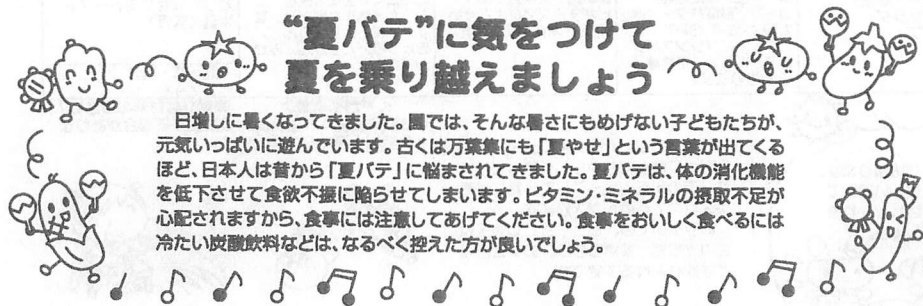 “夏バテ”に気をつけて
夏を乗り越えましょう
日増しに暑くなってきました。園では、そんな暑さにもめげない子どもたちが、
元気いっぱいに遊んでいます。古くは万葉集にも「夏やせ」という言葉が出てくる
ほど、日本人は昔から「夏バテ」に悩まされてきました。夏バテは、体の消化機能
を低下させて食欲不振に陥らせてしまいます。ビタミン・ミネラルの摂取不足が
心配されますから、食事には注意してあげてください。食事をおいしく食べるには
冷たい炭酸飲料などは、なるべく控えた方が良いでしょう。